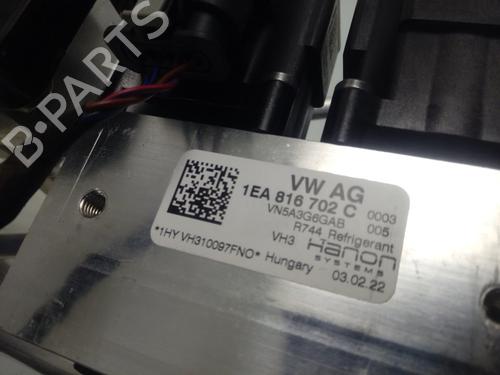 B-PARTS
VW AG
1EA 816 702 C 0003
VN5A3G6GAB 005
R744 Refrigerant
VH3 Hanon
SYSTEMS
*1HY VH310097FNO* Hungary 03.02.22